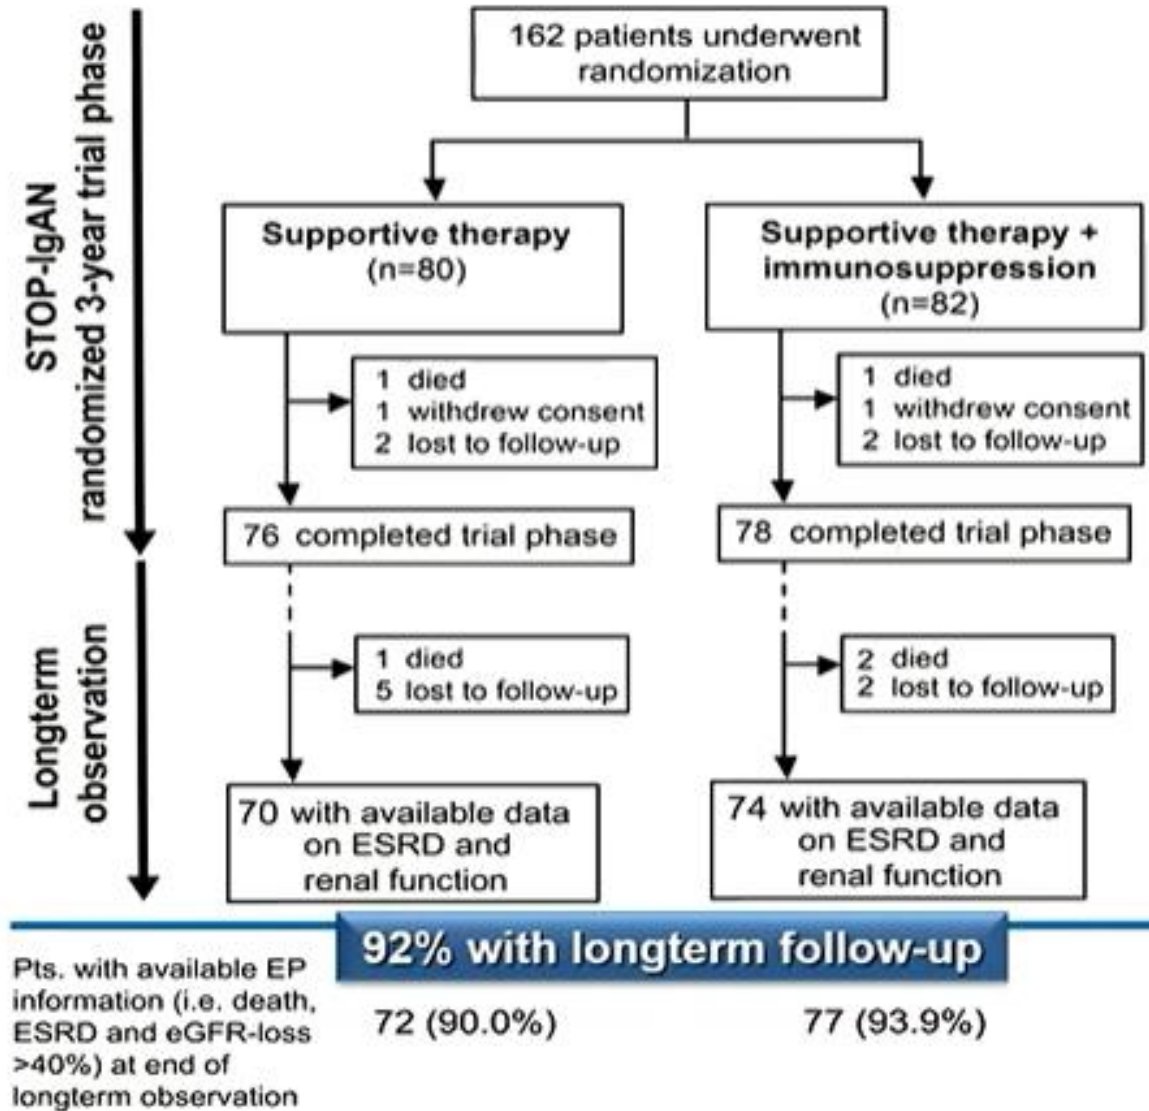 162 patients underwent
randomization
STOP-IgAN
randomized 3-year trial phase
Supportive therapy
(n=80)
Supportive therapy +
immunosuppression
(n=82)
1 died
1 withdrew consent
2 lost to follow-up
1 died
1 withdrew consent
2 lost to follow-up
76 completed trial phase
78 completed trial phase
Longterm
observation
1 died
5 lost to follow-up
2 died
2 lost to follow-up
70 with available data
on ESRD and
renal function
74 with available data
on ESRD and
renal function
92% with longterm follow-up
Pts. with available EP
information (i.e. death,
ESRD and eGFR-loss
>40%) at end of
longterm observation
72 (90.0%)
77 (93.9%)